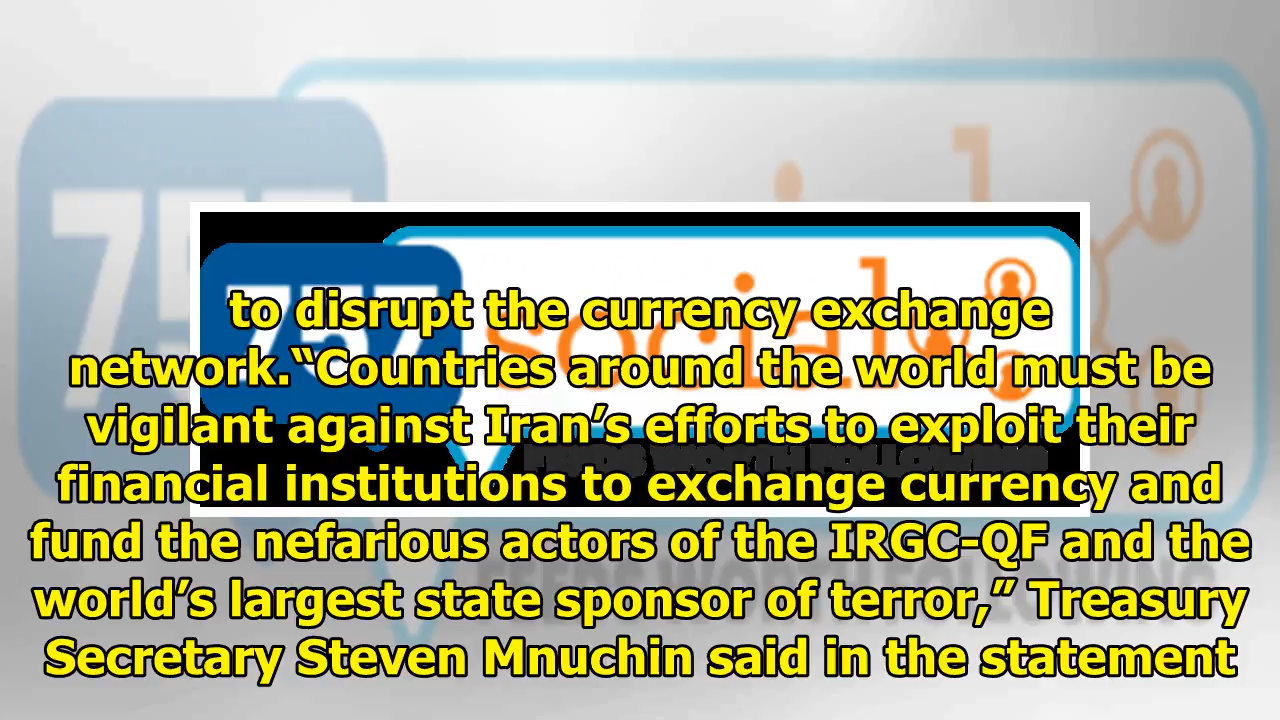 757 social
to disrupt the currency exchange
network.“Countries around the world must be
vigilant against Iran’s efforts to exploit their
financial institutions to exchange currency and
fund the nefarious actors of the IRGC-QF and the
world’s largest state sponsor of terror,” Treasury
Secretary Steven Mnuchin said in the statement